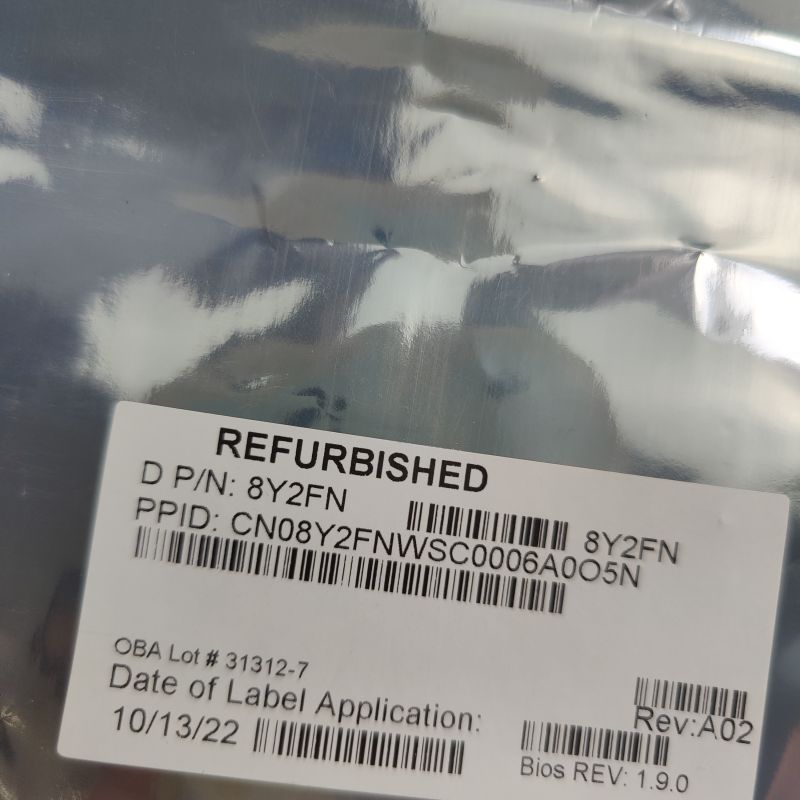 REFURBISHED
D P/N: 8Y2FN
8Y2FN
PPID: CN08Y2FNWSC0006A0O5N
OBA Lot # 31312-7
Date of Label Application:
10/13/22
Rev:A02
Bios REV: 1.9.0